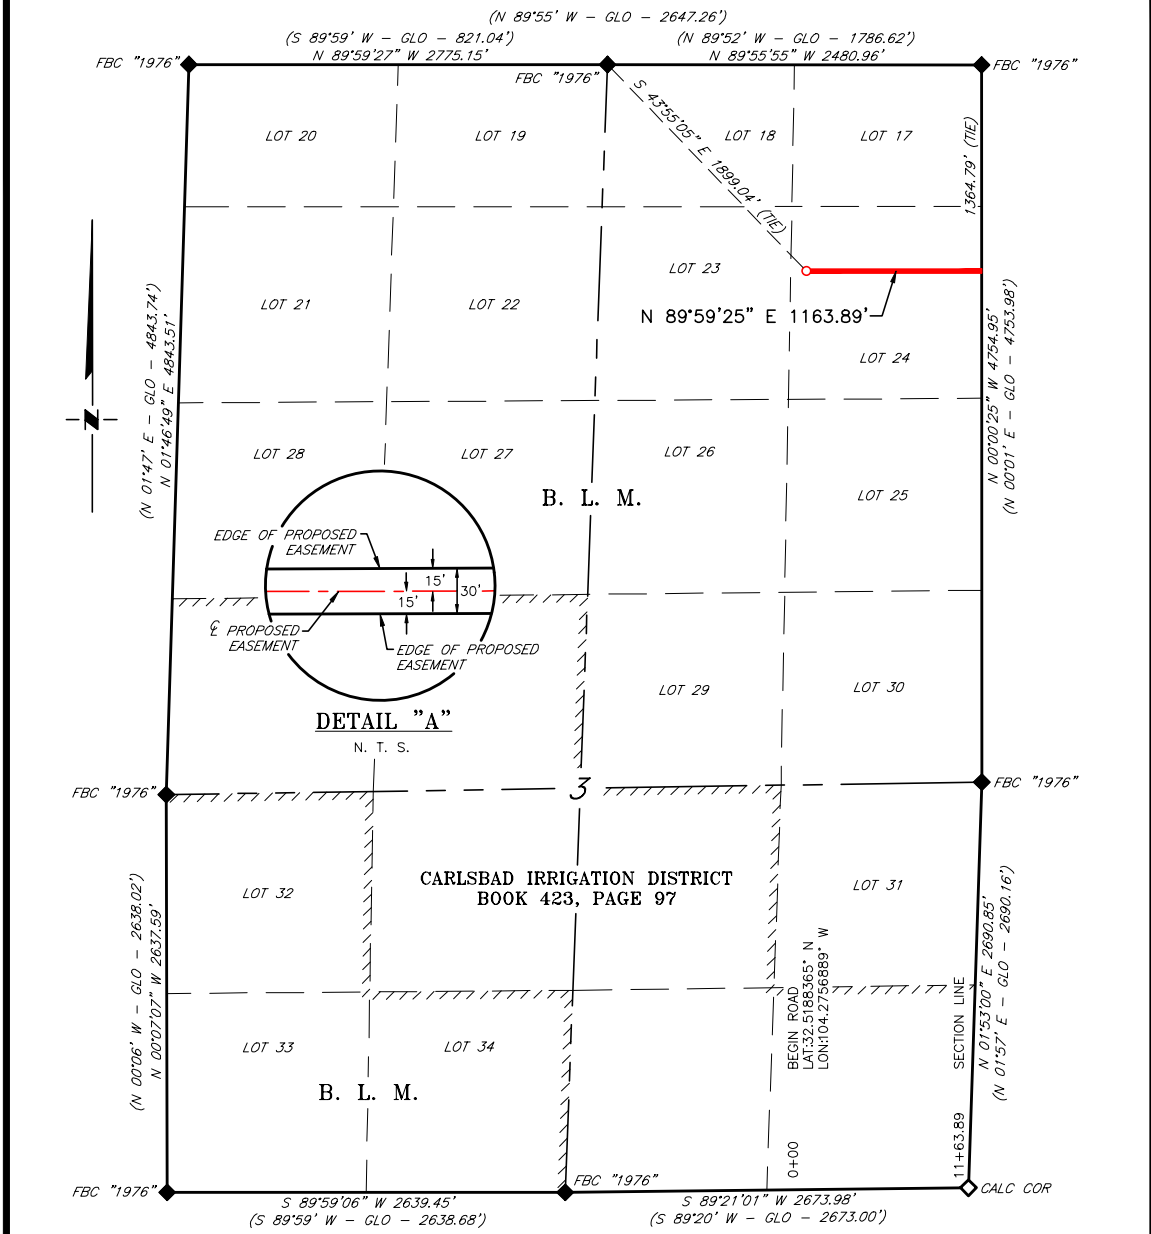 (N 89°55' W – GLO – 2647.26')
(S 89°59' W – GLO – 821.04')
(N 89°52' W – GLO – 1786.62')
N 89°59'27" W 2775.15'
N 89°55'55" W 2480.96'
FBC "1976"
FBC "1976"
FBC "1976"
LOT 20
LOT 19
LOT 18
LOT 17
S 43°55'05" E 1899.04' (TIE)
1364.79' (TIE)
LOT 23
N 89°59'25" E 1163.89'
LOT 21
LOT 22
LOT 24
(N 01°47' E – GLO – 4843.74')
N 01°46'49" E 4843.51'
N 00°00'25" W 4754.95'
(N 00°01' E – GLO – 4753.98')
N
LOT 28
LOT 27
LOT 26
LOT 25
B. L. M.
EDGE OF PROPOSED
EASEMENT
15'
30'
15'
℄ PROPOSED
EASEMENT
EDGE OF PROPOSED
EASEMENT
DETAIL "A"
N. T. S.
LOT 29
LOT 30
FBC "1976"
3
FBC "1976"
CARLSBAD IRRIGATION DISTRICT
BOOK 423, PAGE 97
LOT 32
LOT 31
(N 00°06' W – GLO – 2638.02')
N 00°07'07" W 2637.59'
N 01°53'00" E 2690.85'
(N 01°57' E – GLO – 2690.16')
BEGIN ROAD
LAT:32.5188365° N
LON:104.2756889° W
SECTION LINE
LOT 33
LOT 34
B. L. M.
0+00
11+63.89
FBC "1976"
FBC "1976"
CALC COR
S 89°59'06" W 2639.45'
(S 89°59' W – GLO – 2638.68')
S 89°21'01" W 2673.98'
(S 89°20' W – GLO – 2673.00')